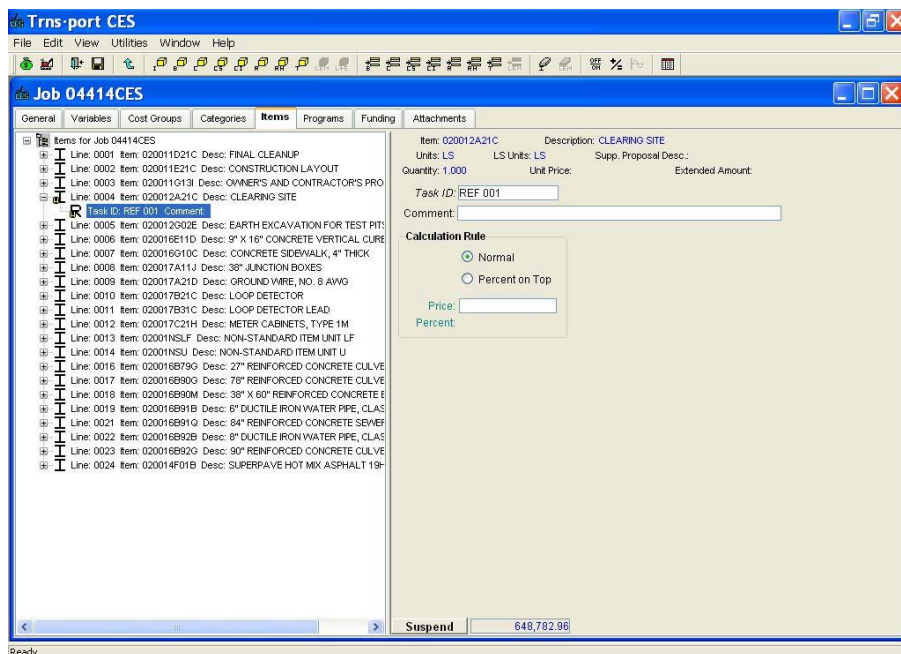 Trns·port CES
File Edit View Utilities Window Help
Job 04414CES
General Variables Cost Groups Categories Items Programs Funding Attachments
Items for Job 04414CES
Line: 0001 Item: 020011D21C Desc: FINAL CLEANUP
Line: 0002 Item: 020011E21C Desc: CONSTRUCTION LAYOUT
Line: 0003 Item: 020011G13I Desc: OWNER'S AND CONTRACTOR'S PRO
Line: 0004 Item: 020012A21C Desc: CLEARING SITE
Task ID: REF 001 Comment:
Line: 0005 Item: 020012G02E Desc: EARTH EXCAVATION FOR TEST PITS
Line: 0006 Item: 020016E11D Desc: 9" X 16" CONCRETE VERTICAL CURB
Line: 0007 Item: 020016G10C Desc: CONCRETE SIDEWALK, 4" THICK
Line: 0008 Item: 020017A11J Desc: 38" JUNCTION BOXES
Line: 0009 Item: 020017A21D Desc: GROUND WIRE, NO. 8 AWG
Line: 0010 Item: 020017B21C Desc: LOOP DETECTOR
Line: 0011 Item: 020017B31C Desc: LOOP DETECTOR LEAD
Line: 0012 Item: 020017C21H Desc: METER CABINETS, TYPE 1M
Line: 0013 Item: 02001NSLF Desc: NON-STANDARD ITEM UNIT LF
Line: 0014 Item: 02001NSU Desc: NON-STANDARD ITEM UNIT U
Line: 0016 Item: 020016B79G Desc: 27" REINFORCED CONCRETE CULVE
Line: 0017 Item: 020016B90G Desc: 78" REINFORCED CONCRETE CULVE
Line: 0018 Item: 020016B90M Desc: 38" X 60" REINFORCED CONCRETE E
Line: 0019 Item: 020016B91B Desc: 6" DUCTILE IRON WATER PIPE, CLAS
Line: 0021 Item: 020016B91Q Desc: 84" REINFORCED CONCRETE SEWER
Line: 0022 Item: 020016B92B Desc: 8" DUCTILE IRON WATER PIPE, CLAS
Line: 0023 Item: 020016B92G Desc: 90" REINFORCED CONCRETE CULVE
Line: 0024 Item: 020014F01B Desc: SUPERPAVE HOT MIX ASPHALT 19H
Item: 020012A21C Description: CLEARING SITE
Units: LS LS Units: LS Supp. Proposal Desc.:
Quantity: 1.000 Unit Price: Extended Amount:
Task ID: REF 001
Comment:
Calculation Rule
Normal
Percent on Top
Price:
Percent:
Suspend 648,782.96
Ready